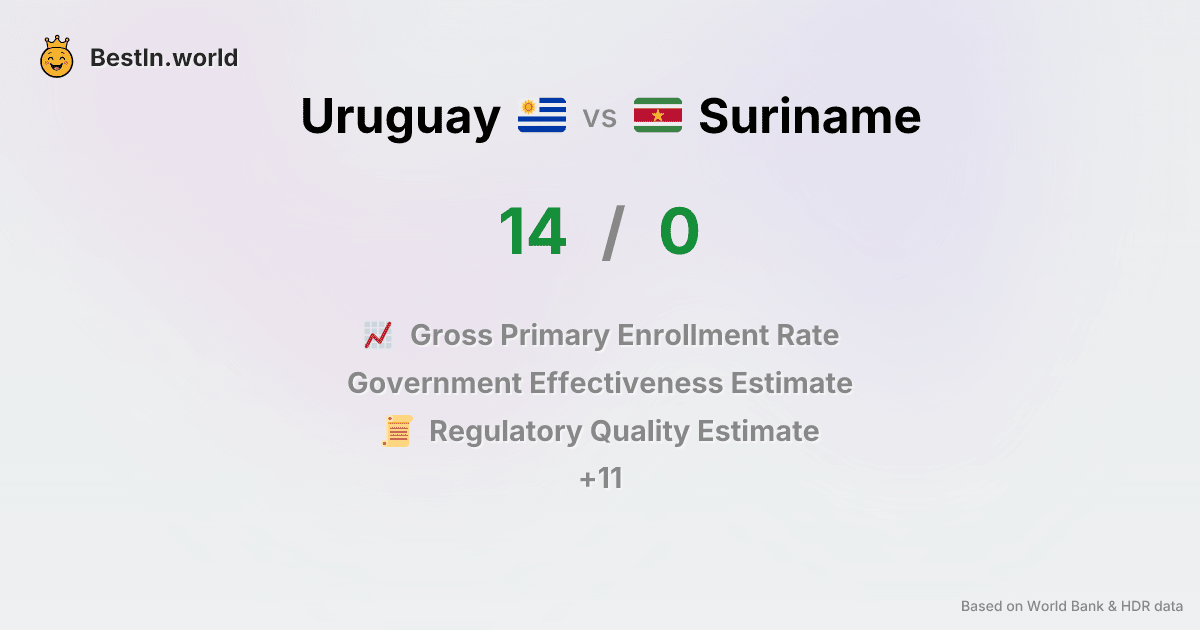 BestIn.world
Uruguay vs Suriname
14 / 0
Gross Primary Enrollment Rate
Government Effectiveness Estimate
Regulatory Quality Estimate
+11
Based on World Bank & HDR data